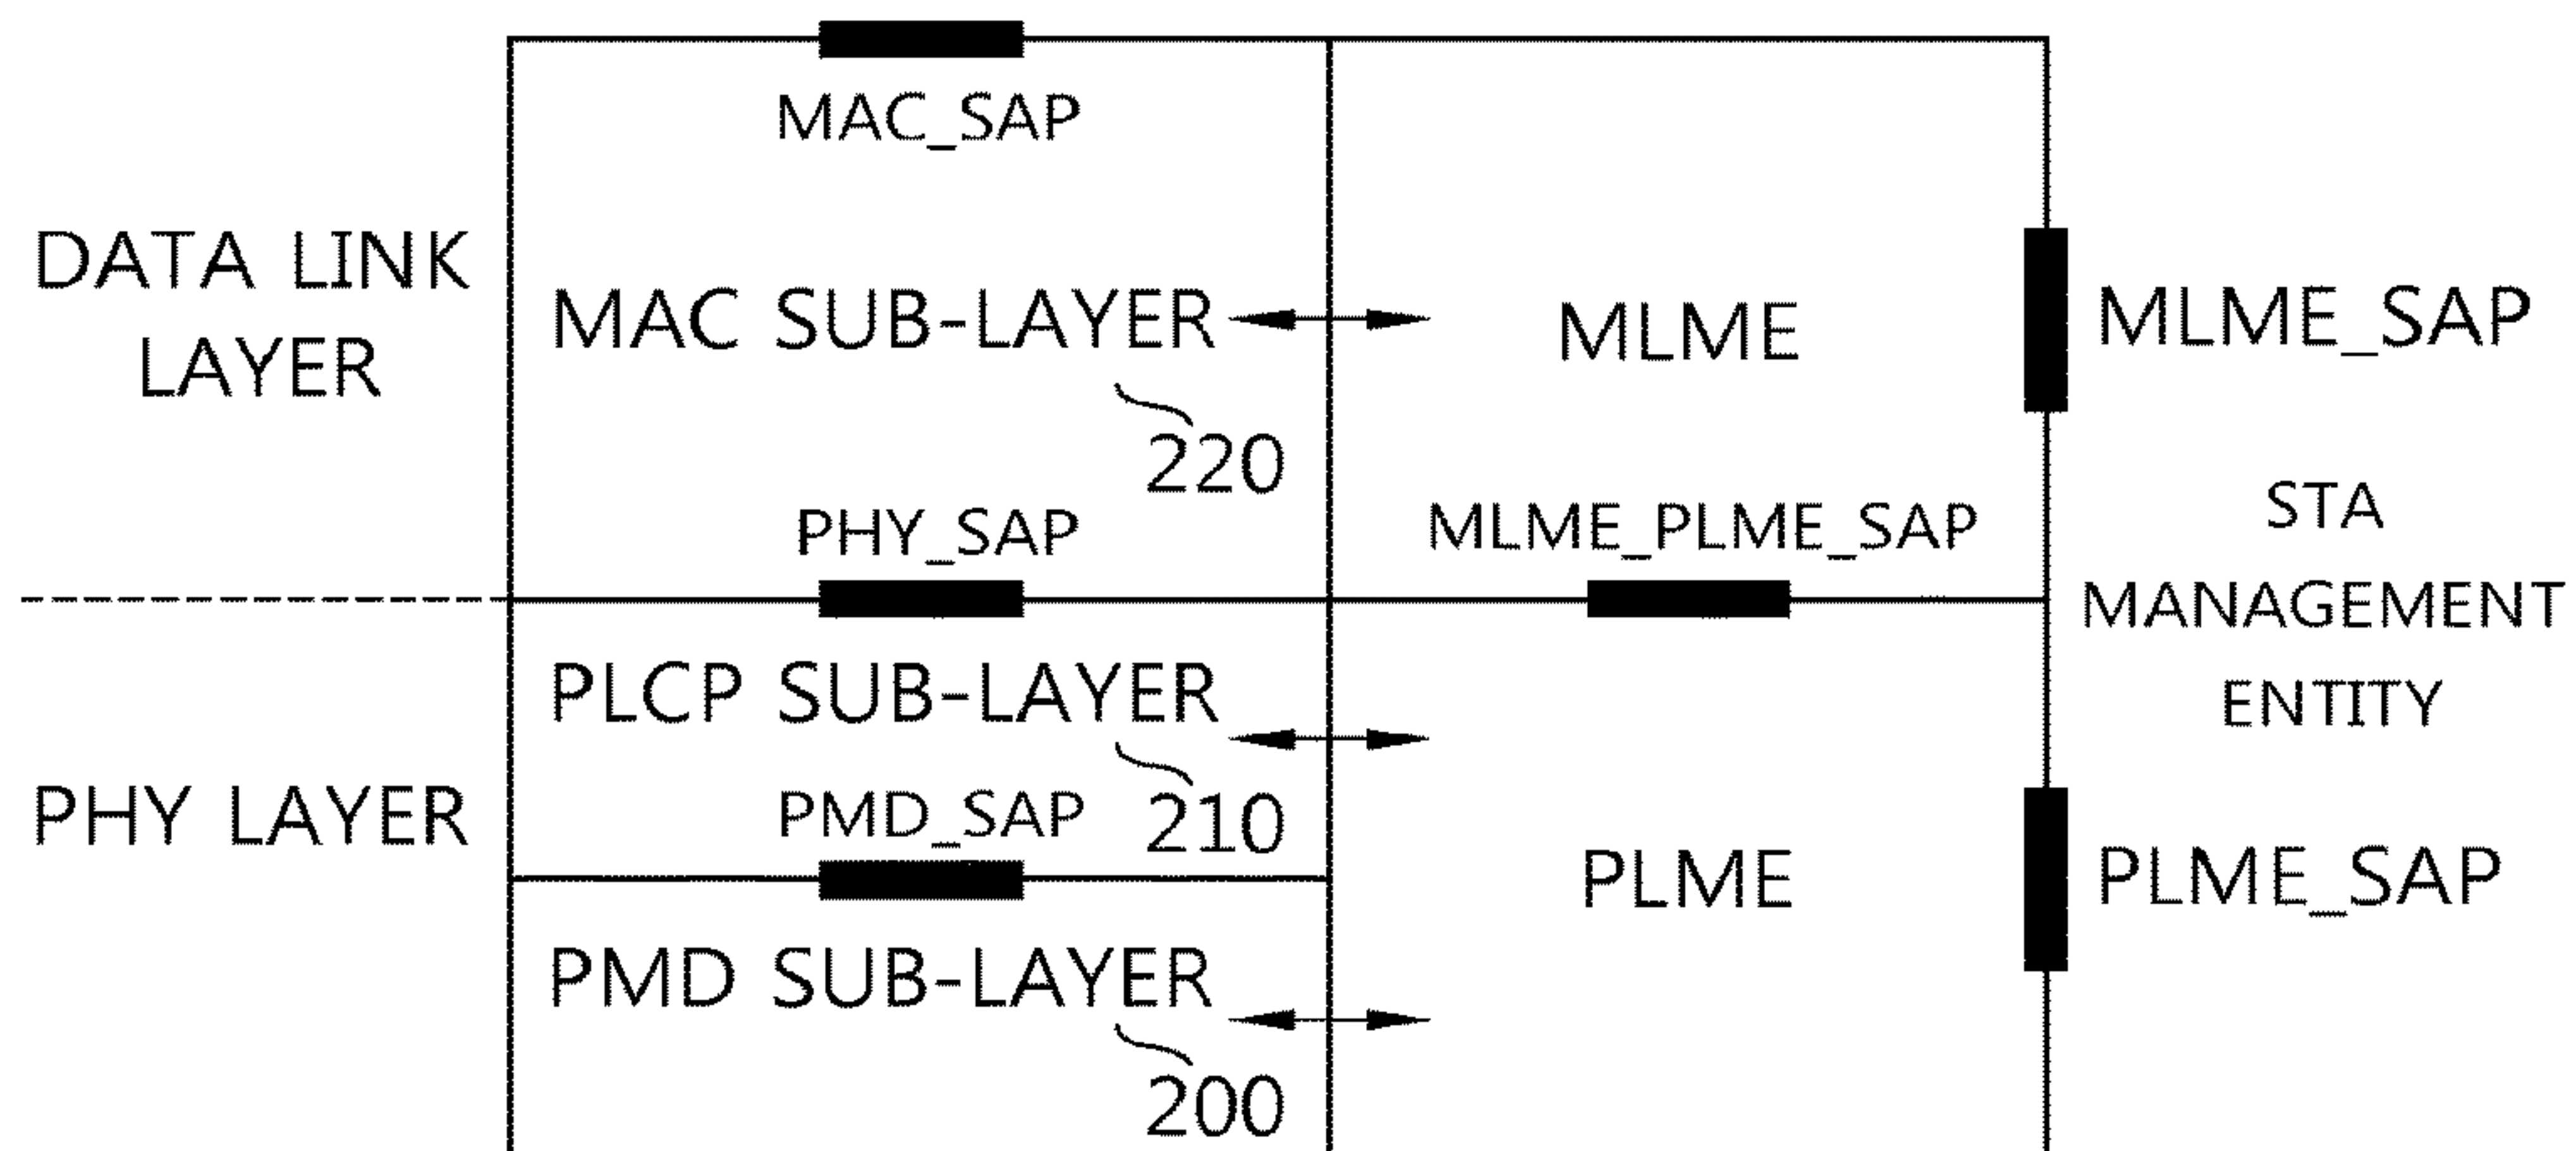 MAC_SAP
DATA LINK
LAYER
MAC SUB-LAYER
220
MLME
MLME_SAP
PHY_SAP
MLME_PLME_SAP
STA
MANAGEMENT
ENTITY
PHY LAYER
PLCP SUB-LAYER
210
PMD_SAP
PLME
PLME_SAP
PMD SUB-LAYER
200